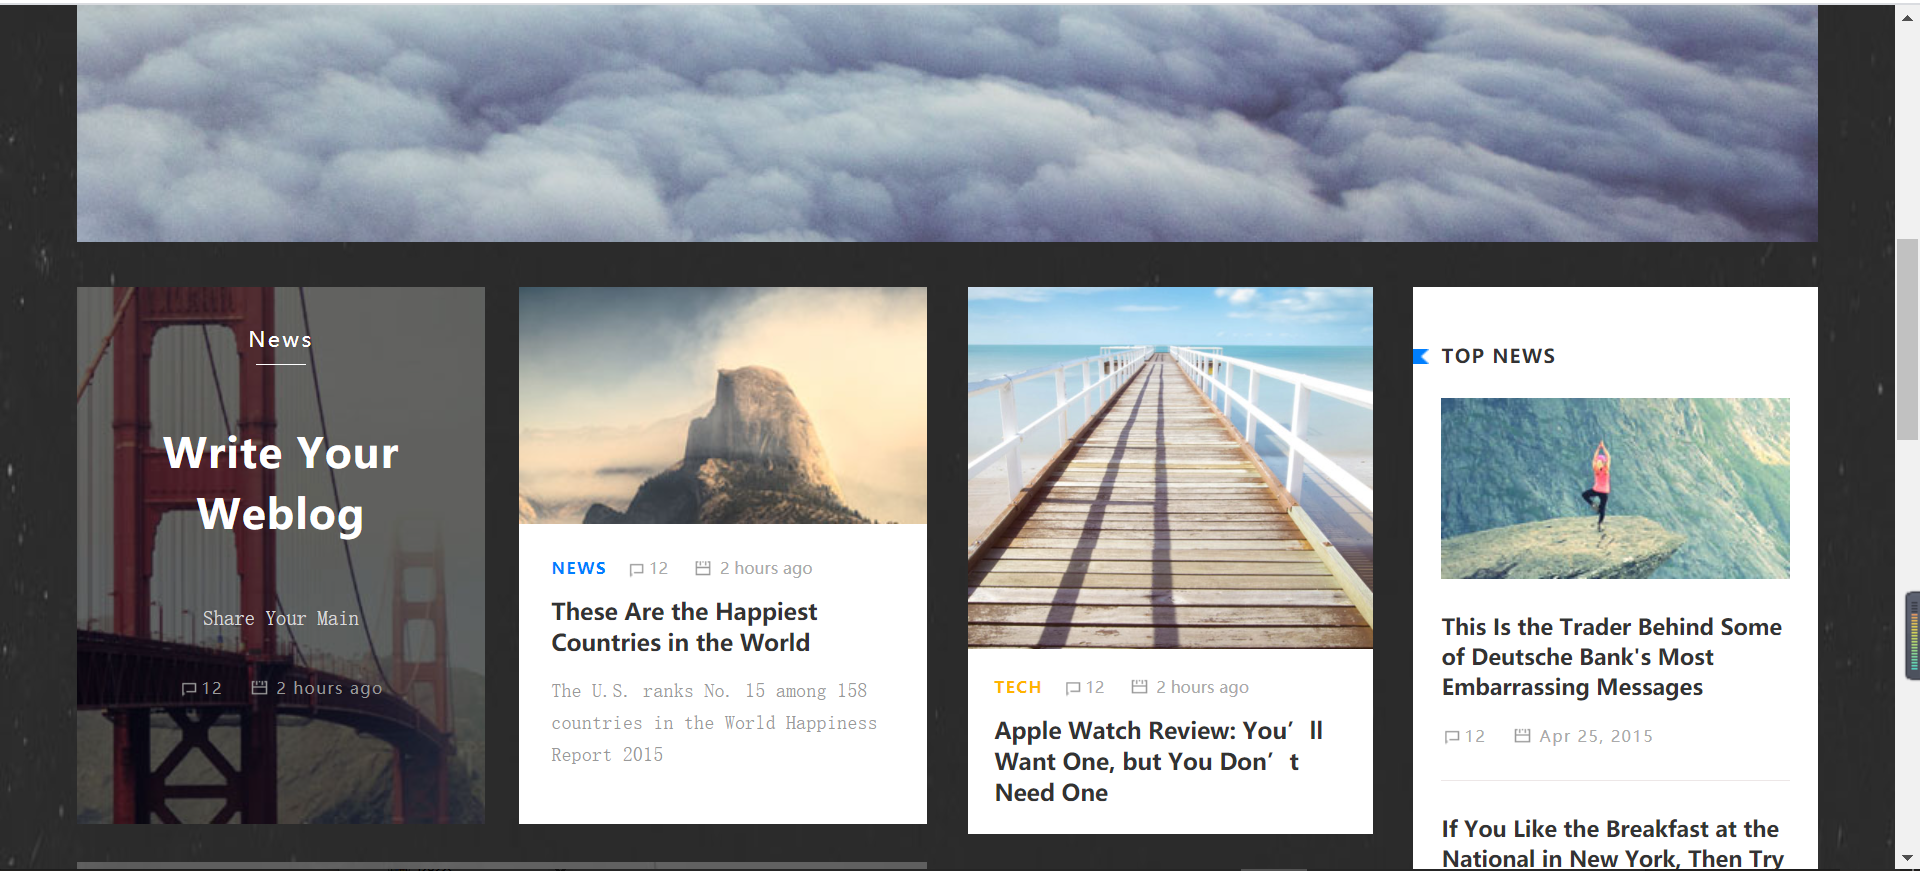 News
Write Your
Weblog
Share Your Main
12 2 hours ago
NEWS 12 2 hours ago
These Are the Happiest
Countries in the World
The U.S. ranks No. 15 among 158
countries in the World Happiness
Report 2015
TECH 12 2 hours ago
Apple Watch Review: You’ll
Want One, but You Don’t
Need One
TOP NEWS
This Is the Trader Behind Some
of Deutsche Bank's Most
Embarrassing Messages
12 Apr 25, 2015
If You Like the Breakfast at the
National in New York, Then Try